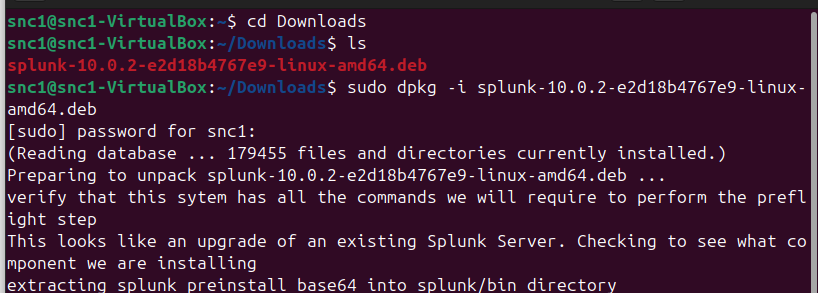 snc1@snc1-VirtualBox:~$ cd Downloads
snc1@snc1-VirtualBox:~/Downloads$ ls
splunk-10.0.2-e2d18b4767e9-linux-amd64.deb
snc1@snc1-VirtualBox:~/Downloads$ sudo dpkg -i splunk-10.0.2-e2d18b4767e9-linux-
amd64.deb
[sudo] password for snc1:
(Reading database ... 179455 files and directories currently installed.)
Preparing to unpack splunk-10.0.2-e2d18b4767e9-linux-amd64.deb ...
verify that this sytem has all the commands we will require to perform the prefl
ight step
This looks like an upgrade of an existing Splunk Server. Checking to see what co
mponent we are installing
extracting splunk preinstall base64 into splunk/bin directory